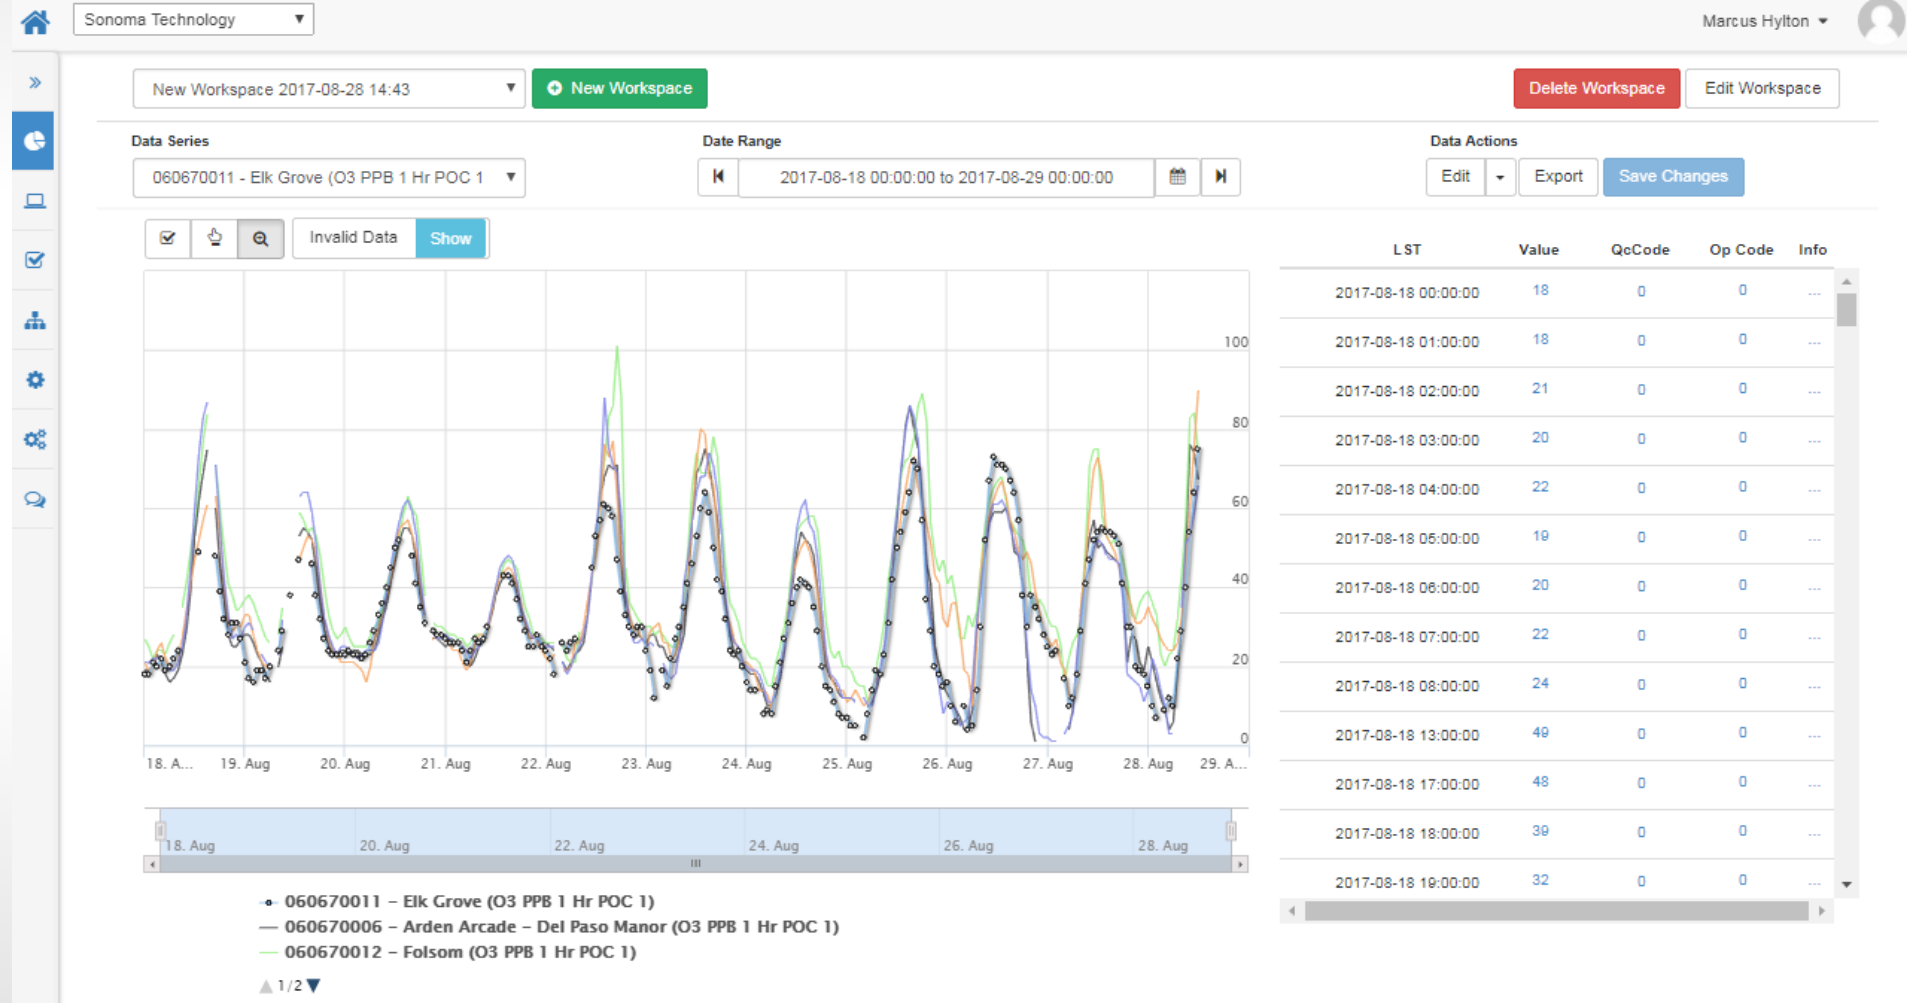 Sonoma Technology
Marcus Hylton
New Workspace 2017-08-28 14:43
New Workspace
Delete Workspace
Edit Workspace
Data Series
Date Range
Data Actions
060670011 - Elk Grove (O3 PPB 1 Hr POC 1
2017-08-18 00:00:00 to 2017-08-29 00:00:00
Edit
Export
Save Changes
Invalid Data
Show
LST Value QcCode Op Code Info
2017-08-18 00:00:00 18 0 0 ...
2017-08-18 01:00:00 18 0 0 ...
2017-08-18 02:00:00 21 0 0 ...
2017-08-18 03:00:00 20 0 0 ...
2017-08-18 04:00:00 22 0 0 ...
2017-08-18 05:00:00 19 0 0 ...
2017-08-18 06:00:00 20 0 0 ...
2017-08-18 07:00:00 22 0 0 ...
2017-08-18 08:00:00 24 0 0 ...
2017-08-18 13:00:00 49 0 0 ...
2017-08-18 17:00:00 48 0 0 ...
2017-08-18 18:00:00 39 0 0 ...
2017-08-18 19:00:00 32 0 0 ...
100
80
60
40
20
0
18. A... 19. Aug 20. Aug 21. Aug 22. Aug 23. Aug 24. Aug 25. Aug 26. Aug 27. Aug 28. Aug 29. A...
18. Aug 20. Aug 22. Aug 24. Aug 26. Aug 28. Aug
060670011 – Elk Grove (O3 PPB 1 Hr POC 1)
060670006 – Arden Arcade – Del Paso Manor (O3 PPB 1 Hr POC 1)
060670012 – Folsom (O3 PPB 1 Hr POC 1)
1/2